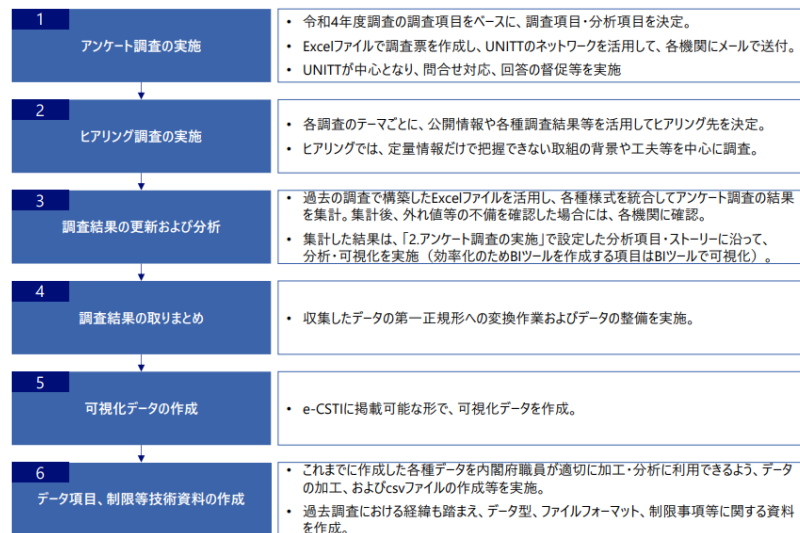 1
アンケート調査の実施
• 令和4年度調査の調査項目をベースに、調査項目・分析項目を決定。
• Excelファイルで調査票を作成し、UNITTのネットワークを活用して、各機関にメールで送付。
• UNITTが中心となり、問合せ対応、回答の督促等を実施
2
ヒアリング調査の実施
• 各調査のテーマごとに、公開情報や各種調査結果等を活用してヒアリング先を決定。
• ヒアリングでは、定量情報だけで把握できない取組の背景や工夫等を中心に調査。
3
調査結果の更新および分析
• 過去の調査で構築したExcelファイルを活用し、各種様式を統合してアンケート調査の結果
を集計。集計後、外れ値等の不備を確認した場合には、各機関に確認。
• 集計した結果は、「2.アンケート調査の実施」で設定した分析項目・ストーリーに沿って、
分析・可視化を実施（効率化のためBIツールを作成する項目はBIツールで可視化）。
4
調査結果の取りまとめ
• 収集したデータの第一正規形への変換作業およびデータの整備を実施。
5
可視化データの作成
• e-CSTIに掲載可能な形で、可視化データを作成。
6
データ項目、制限等技術資料の作成
• これまでに作成した各種データを内閣府職員が適切に加工・分析に利用できるよう、データ
の加工、およびcsvファイルの作成等を実施。
• 過去調査における経緯も踏まえ、データ型、ファイルフォーマット、制限事項等に関する資料
を作成。